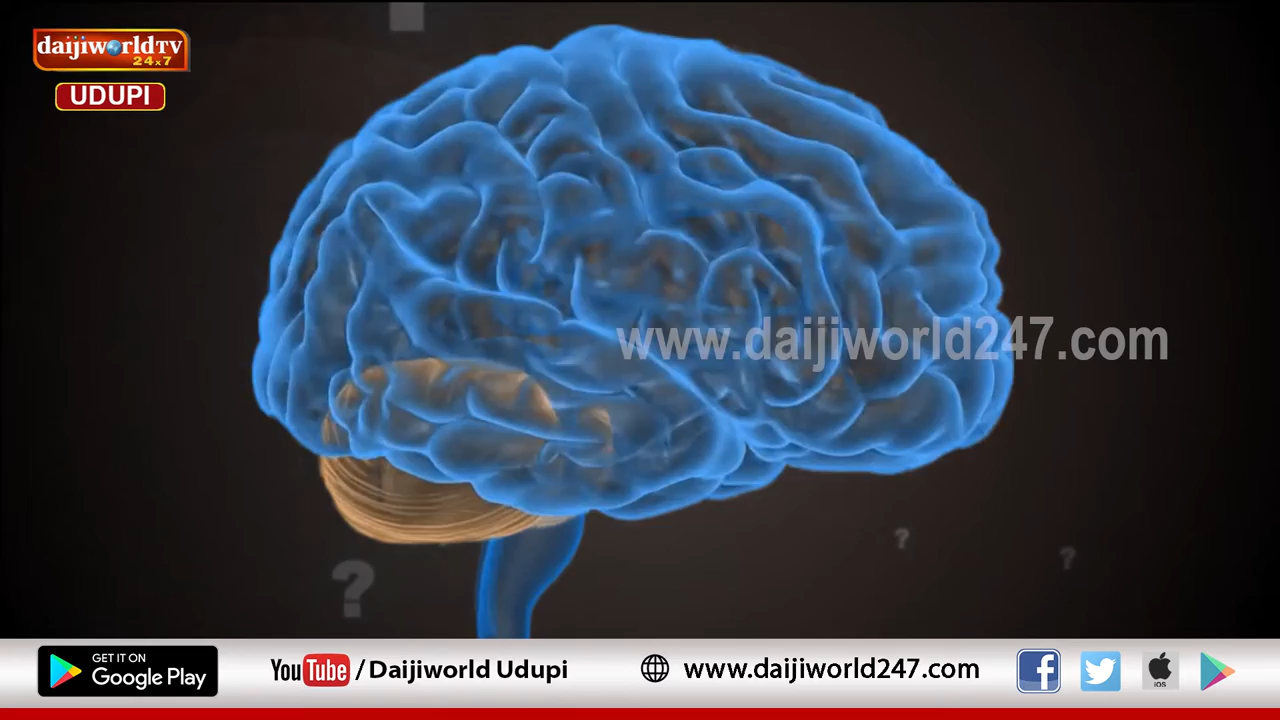 daijiworldTV
24x7
UDUPI
www.daijiworld247.com
?
?
?
GET IT ON
Google Play
YouTube / Daijiworld Udupi
www.daijiworld247.com
f
iOS